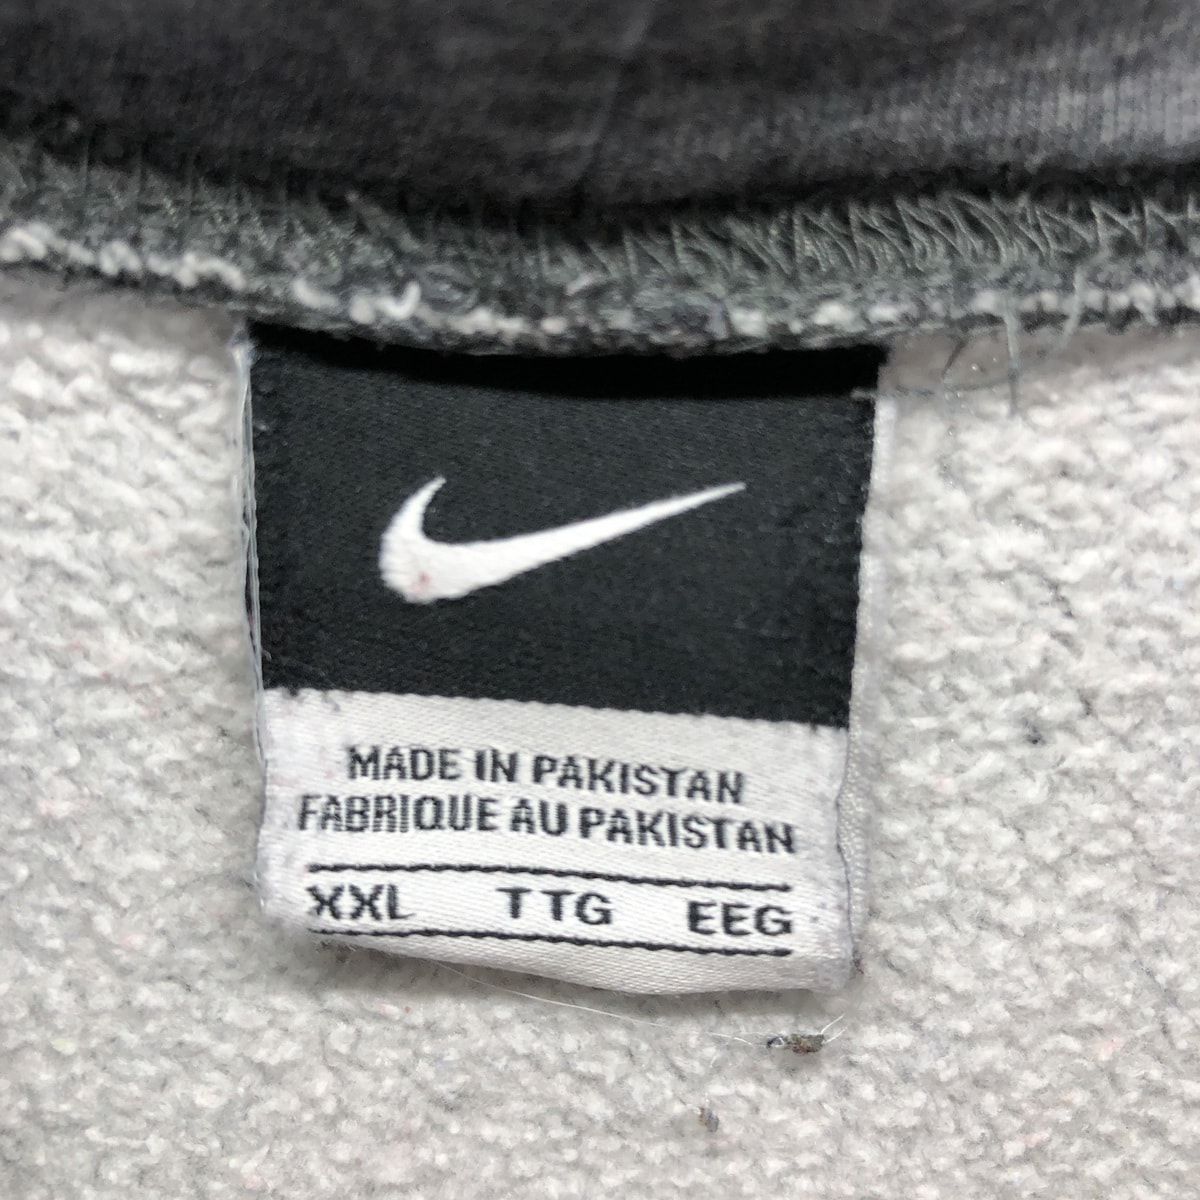 MADE IN PAKISTAN
FABRIQUE AU PAKISTAN
XXL TTG EEG